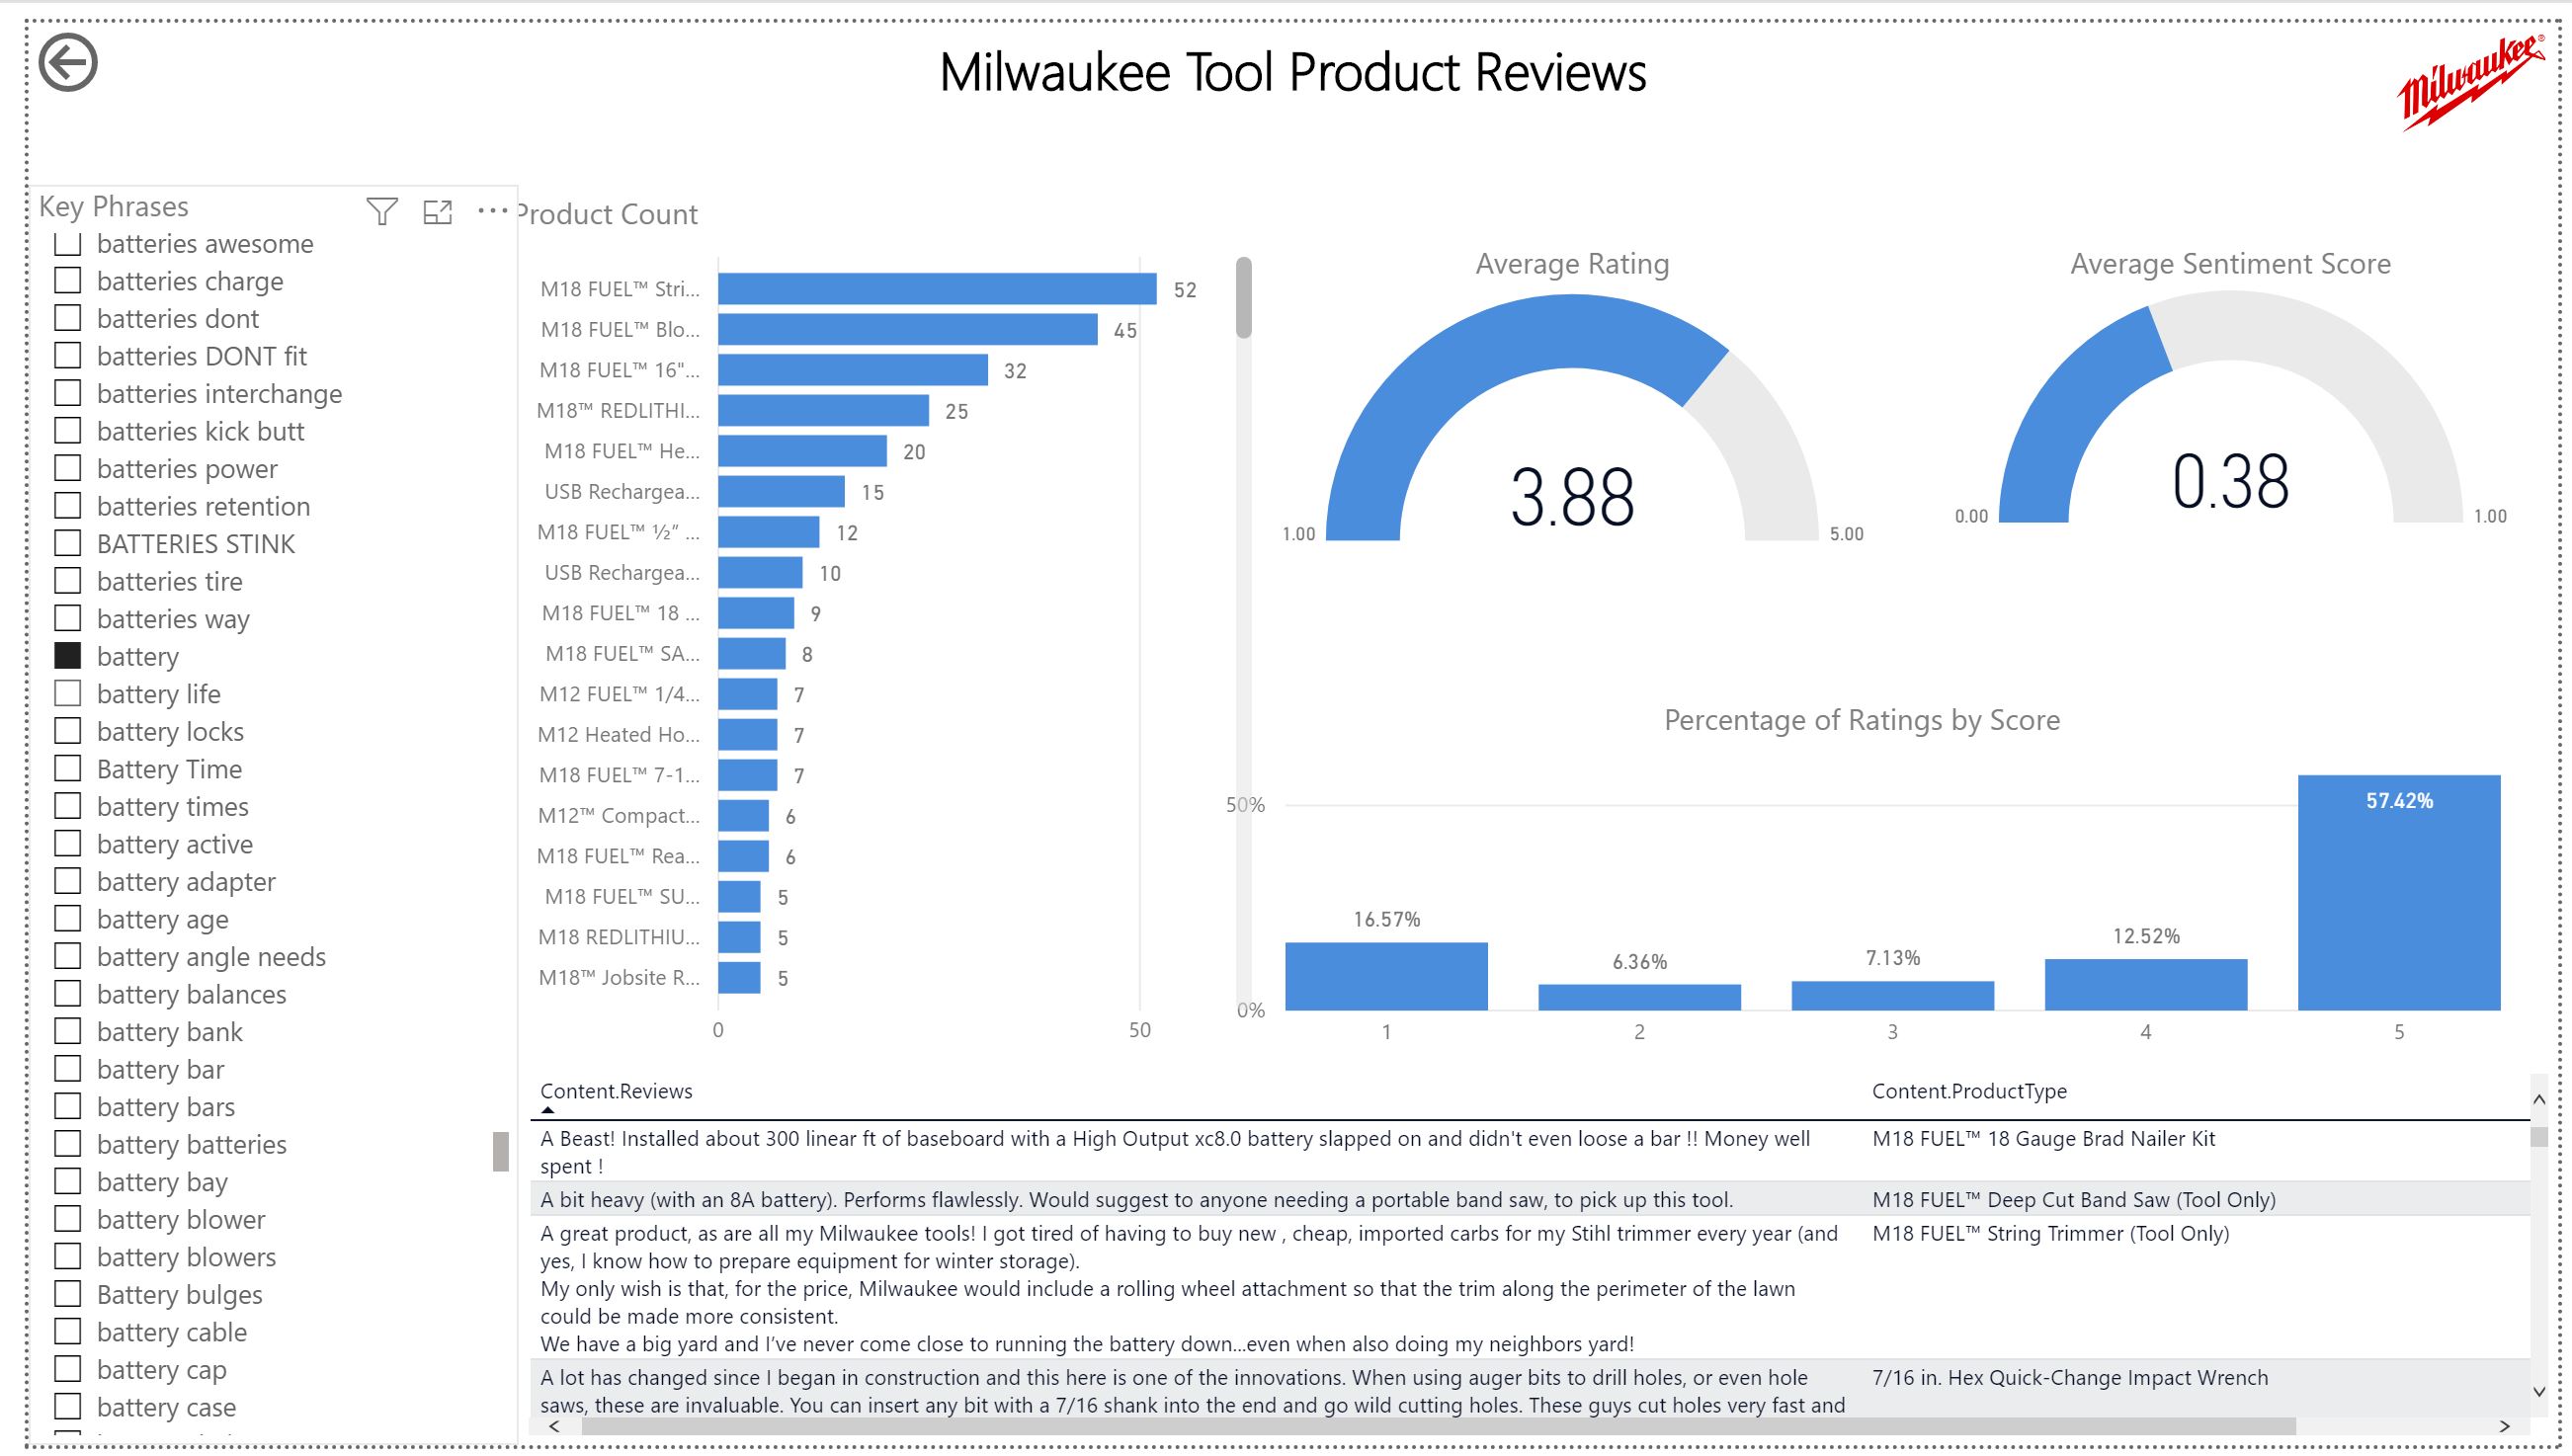 Milwaukee Tool Product Reviews
Milwaukee®
Key Phrases
batteries awesome
batteries charge
batteries dont
batteries DONT fit
batteries interchange
batteries kick butt
batteries power
batteries retention
BATTERIES STINK
batteries tire
batteries way
battery
battery life
battery locks
Battery Time
battery times
battery active
battery adapter
battery age
battery angle needs
battery balances
battery bank
battery bar
battery bars
battery batteries
battery bay
battery blower
battery blowers
Battery bulges
battery cable
battery cap
battery case
Product Count
M18 FUEL™ Stri... 52
M18 FUEL™ Blo... 45
M18 FUEL™ 16"... 32
M18™ REDLITHI... 25
M18 FUEL™ He... 20
USB Rechargea... 15
M18 FUEL™ ½” ... 12
USB Rechargea... 10
M18 FUEL™ 18 ... 9
M18 FUEL™ SA... 8
M12 FUEL™ 1/4... 7
M12 Heated Ho... 7
M18 FUEL™ 7-1... 7
M12™ Compact... 6
M18 FUEL™ Rea... 6
M18 FUEL™ SU... 5
M18 REDLITHIU... 5
M18™ Jobsite R... 5
0 50
Average Rating
3.88
1.00 5.00
Average Sentiment Score
0.38
0.00 1.00
Percentage of Ratings by Score
50%
57.42%
16.57%
6.36%
7.13%
12.52%
0%
1 2 3 4 5
Content.Reviews Content.ProductType
A Beast! Installed about 300 linear ft of baseboard with a High Output xc8.0 battery slapped on and didn't even loose a bar !! Money well M18 FUEL™ 18 Gauge Brad Nailer Kit
spent !
A bit heavy (with an 8A battery). Performs flawlessly. Would suggest to anyone needing a portable band saw, to pick up this tool. M18 FUEL™ Deep Cut Band Saw (Tool Only)
A great product, as are all my Milwaukee tools! I got tired of having to buy new , cheap, imported carbs for my Stihl trimmer every year (and M18 FUEL™ String Trimmer (Tool Only)
yes, I know how to prepare equipment for winter storage).
My only wish is that, for the price, Milwaukee would include a rolling wheel attachment so that the trim along the perimeter of the lawn
could be made more consistent.
We have a big yard and I’ve never come close to running the battery down...even when also doing my neighbors yard!
A lot has changed since I began in construction and this here is one of the innovations. When using auger bits to drill holes, or even hole 7/16 in. Hex Quick-Change Impact Wrench
saws, these are invaluable. You can insert any bit with a 7/16 shank into the end and go wild cutting holes. These guys cut holes very fast and